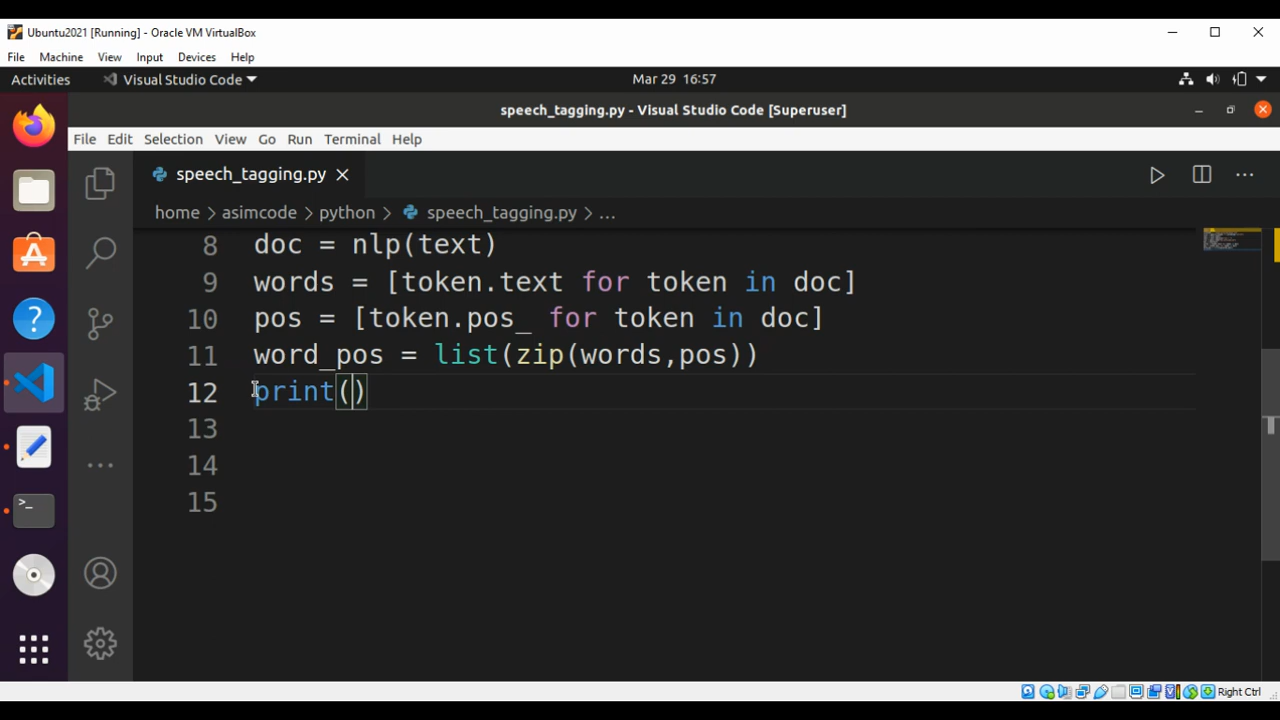 Ubuntu2021 [Running] - Oracle VM VirtualBox
File Machine View Input Devices Help
Activities Visual Studio Code Mar 29 16:57
speech_tagging.py - Visual Studio Code [Superuser]
File Edit Selection View Go Run Terminal Help
speech_tagging.py
home > asimcode > python > speech_tagging.py > ...
8 doc = nlp(text)
9 words = [token.text for token in doc]
10 pos = [token.pos_ for token in doc]
11 word_pos = list(zip(words,pos))
12 print()
13
14
15
Right Ctrl